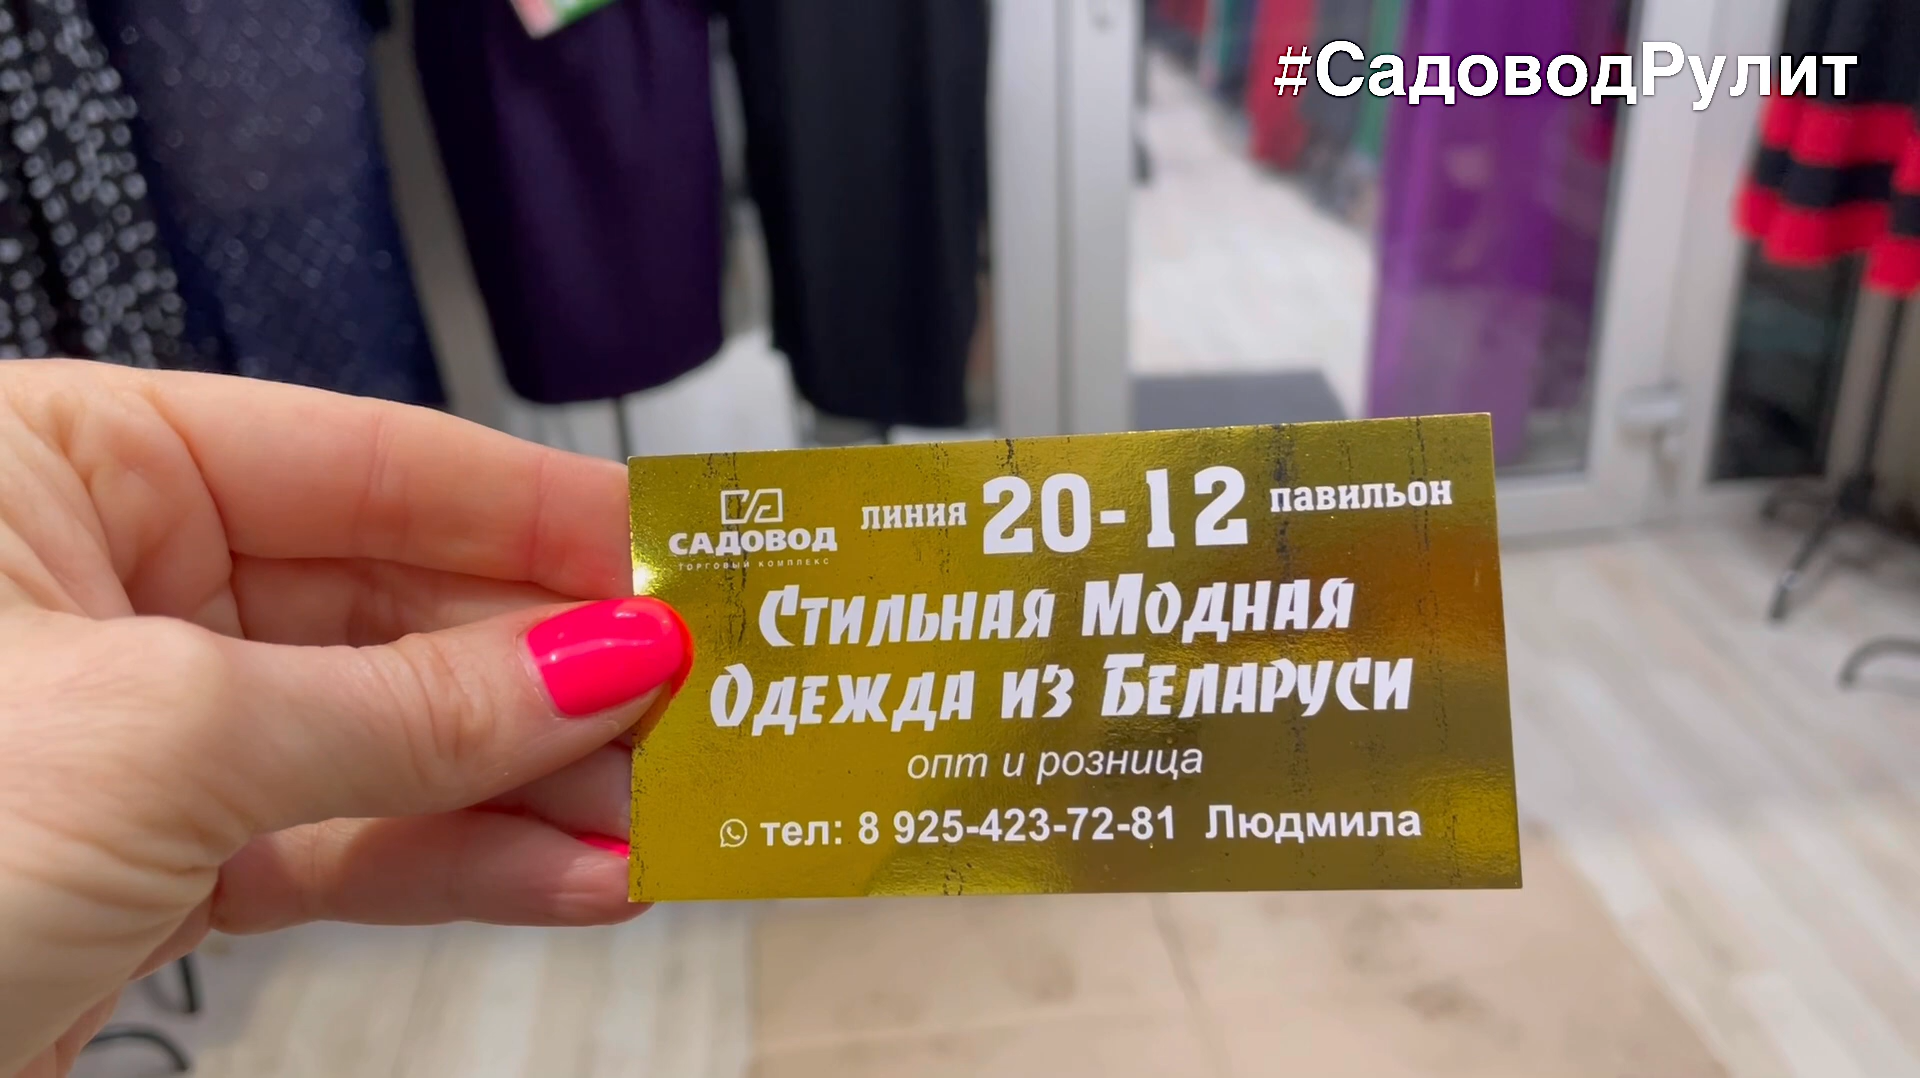 #СадоводРулит
САДОВОД
ТОРГОВЫЙ КОМПЛЕКС
линия 20-12 павильон
Стильная Модная
Одежда из Беларуси
опт и розница
тел: 8 925-423-72-81 Людмила